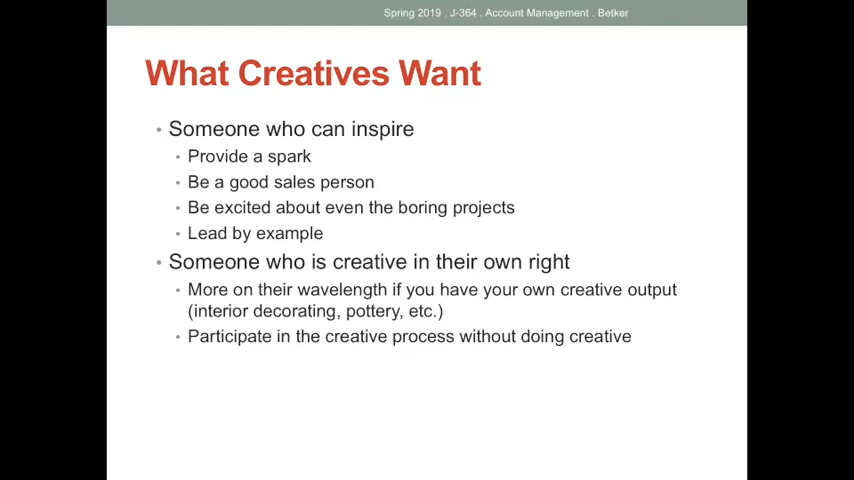 Spring 2019 . J-364 . Account Management . Betker
What Creatives Want
• Someone who can inspire
• Provide a spark
• Be a good sales person
• Be excited about even the boring projects
• Lead by example
• Someone who is creative in their own right
• More on their wavelength if you have your own creative output
(interior decorating, pottery, etc.)
• Participate in the creative process without doing creative